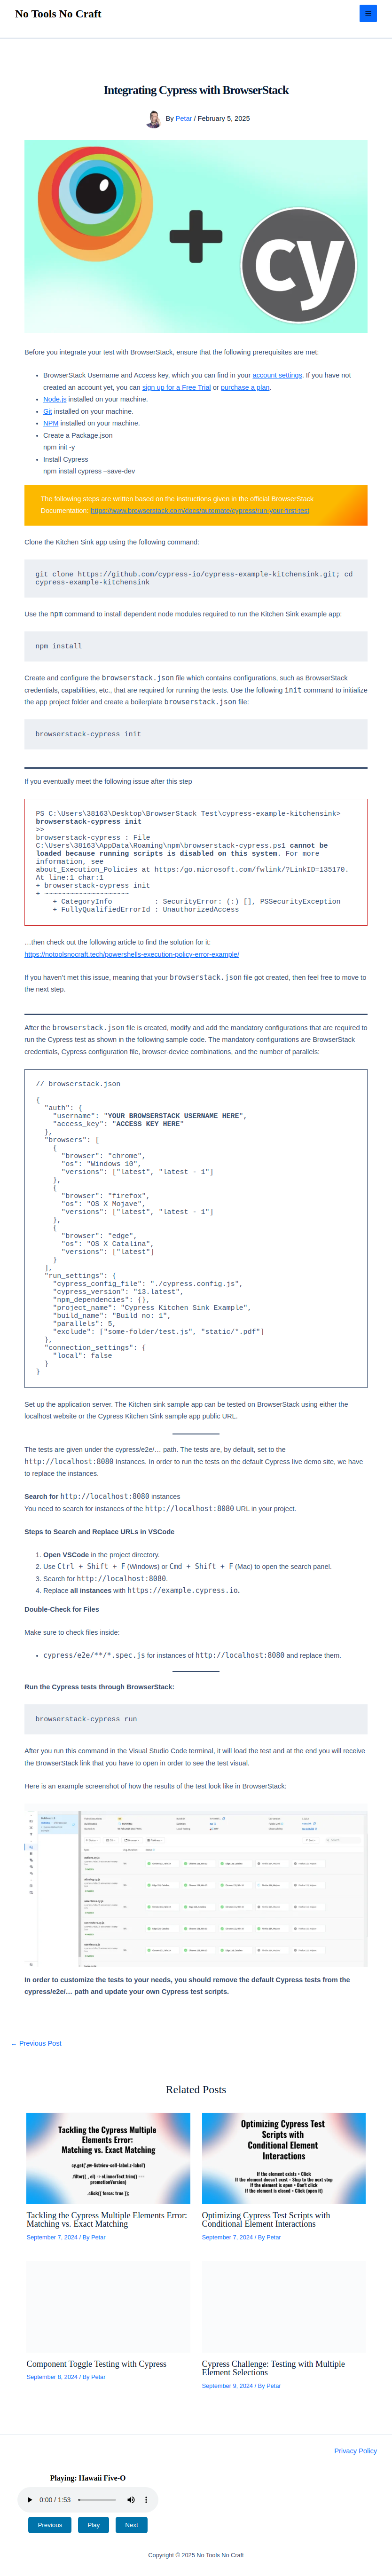 No Tools No Craft
Integrating Cypress with BrowserStack
By Petar / February 5, 2025
cy
Before you integrate your test with BrowserStack, ensure that the following prerequisites are met:
BrowserStack Username and Access key, which you can find in your account settings. If you have not
created an account yet, you can sign up for a Free Trial or purchase a plan.
Node.js installed on your machine.
Git installed on your machine.
NPM installed on your machine.
Create a Package.json
npm init -y
Install Cypress
npm install cypress –save-dev
The following steps are written based on the instructions given in the official BrowserStack
Documentation: https://www.browserstack.com/docs/automate/cypress/run-your-first-test
Clone the Kitchen Sink app using the following command:
git clone https://github.com/cypress-io/cypress-example-kitchensink.git; cd
cypress-example-kitchensink
Use the npm command to install dependent node modules required to run the Kitchen Sink example app:
npm install
Create and configure the browserstack.json file which contains configurations, such as BrowserStack
credentials, capabilities, etc., that are required for running the tests. Use the following init command to initialize
the app project folder and create a boilerplate browserstack.json file:
browserstack-cypress init
If you eventually meet the following issue after this step
PS C:\Users\38163\Desktop\BrowserStack Test\cypress-example-kitchensink>
browserstack-cypress init
>>
browserstack-cypress : File
C:\Users\38163\AppData\Roaming\npm\browserstack-cypress.ps1 cannot be
loaded because running scripts is disabled on this system. For more
information, see
about_Execution_Policies at https:/go.microsoft.com/fwlink/?LinkID=135170.
At line:1 char:1
+ browserstack-cypress init
+ ~~~~~~~~~~~~~~~~~~~~
+ CategoryInfo : SecurityError: (:) [], PSSecurityException
+ FullyQualifiedErrorId : UnauthorizedAccess
…then check out the following article to find the solution for it:
https://notoolsnocraft.tech/powershells-execution-policy-error-example/
If you haven't met this issue, meaning that your browserstack.json file got created, then feel free to move to
the next step.
After the browserstack.json file is created, modify and add the mandatory configurations that are required to
run the Cypress test as shown in the following sample code. The mandatory configurations are BrowserStack
credentials, Cypress configuration file, browser-device combinations, and the number of parallels:
// browserstack.json
{
"auth": {
"username": "YOUR BROWSERSTACK USERNAME HERE",
"access_key": "ACCESS KEY HERE"
},
"browsers": [
{
"browser": "chrome",
"os": "Windows 10",
"versions": ["latest", "latest - 1"]
},
{
"browser": "firefox",
"os": "OS X Mojave",
"versions": ["latest", "latest - 1"]
},
{
"browser": "edge",
"os": "OS X Catalina",
"versions": ["latest"]
}
],
"run_settings": {
"cypress_config_file": "./cypress.config.js",
"cypress_version": "13.latest",
"npm_dependencies": {},
"project_name": "Cypress Kitchen Sink Example",
"build_name": "Build no: 1",
"parallels": 5,
"exclude": ["some-folder/test.js", "static/*.pdf"]
},
"connection_settings": {
"local": false
}
}
Set up the application server. The Kitchen sink sample app can be tested on BrowserStack using either the
localhost website or the Cypress Kitchen Sink sample app public URL.
The tests are given under the cypress/e2e/… path. The tests are, by default, set to the
http://localhost:8080 Instances. In order to run the tests on the default Cypress live demo site, we have
to replace the instances.
Search for http://localhost:8080 instances
You need to search for instances of the http://localhost:8080 URL in your project.
Steps to Search and Replace URLs in VSCode
1. Open VSCode in the project directory.
2. Use Ctrl + Shift + F (Windows) or Cmd + Shift + F (Mac) to open the search panel.
3. Search for http://localhost:8080.
4. Replace all instances with https://example.cypress.io.
Double-Check for Files
Make sure to check files inside:
cypress/e2e/**/*.spec.js for instances of http://localhost:8080 and replace them.
Run the Cypress tests through BrowserStack:
browserstack-cypress run
After you run this command in the Visual Studio Code terminal, it will load the test and at the end you will receive
the BrowserStack link that you have to open in order to see the test visual.
Here is an example screenshot of how the results of the test look like in BrowserStack:
In order to customize the tests to your needs, you should remove the default Cypress tests from the
cypress/e2e/… path and update your own Cypress test scripts.
← Previous Post
Related Posts
Tackling the Cypress Multiple
Elements Error:
Matching vs. Exact Matching
Optimizing Cypress Test
Scripts with
Conditional Element
Interactions
Tackling the Cypress Multiple Elements Error:
Matching vs. Exact Matching
September 7, 2024 / By Petar
Optimizing Cypress Test Scripts with
Conditional Element Interactions
September 7, 2024 / By Petar
Component Toggle Testing with Cypress
September 8, 2024 / By Petar
Cypress Challenge: Testing with Multiple
Element Selections
September 9, 2024 / By Petar
Privacy Policy
Playing: Hawaii Five-O
0:00 / 1:53
Previous
Play
Next
Copyright © 2025 No Tools No Craft